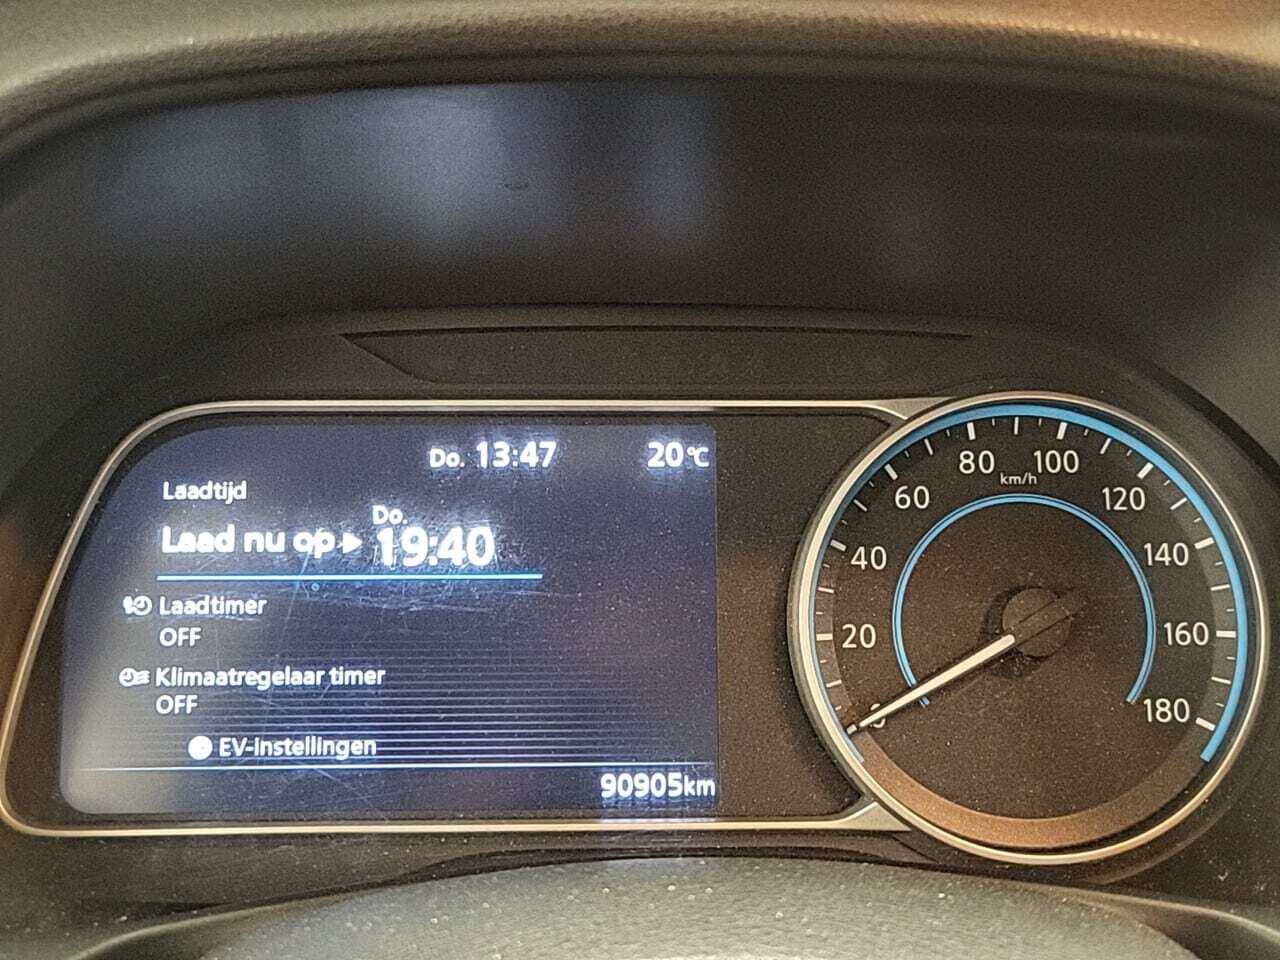 Do. 13:47 20°C
Laadtijd
Laad nu op ▸ Do. 19:40
Laadtimer
OFF
Klimaatregelaar timer
OFF
EV-instellingen
90905km
0
20
40
60
80
100
120
140
160
180
km/h